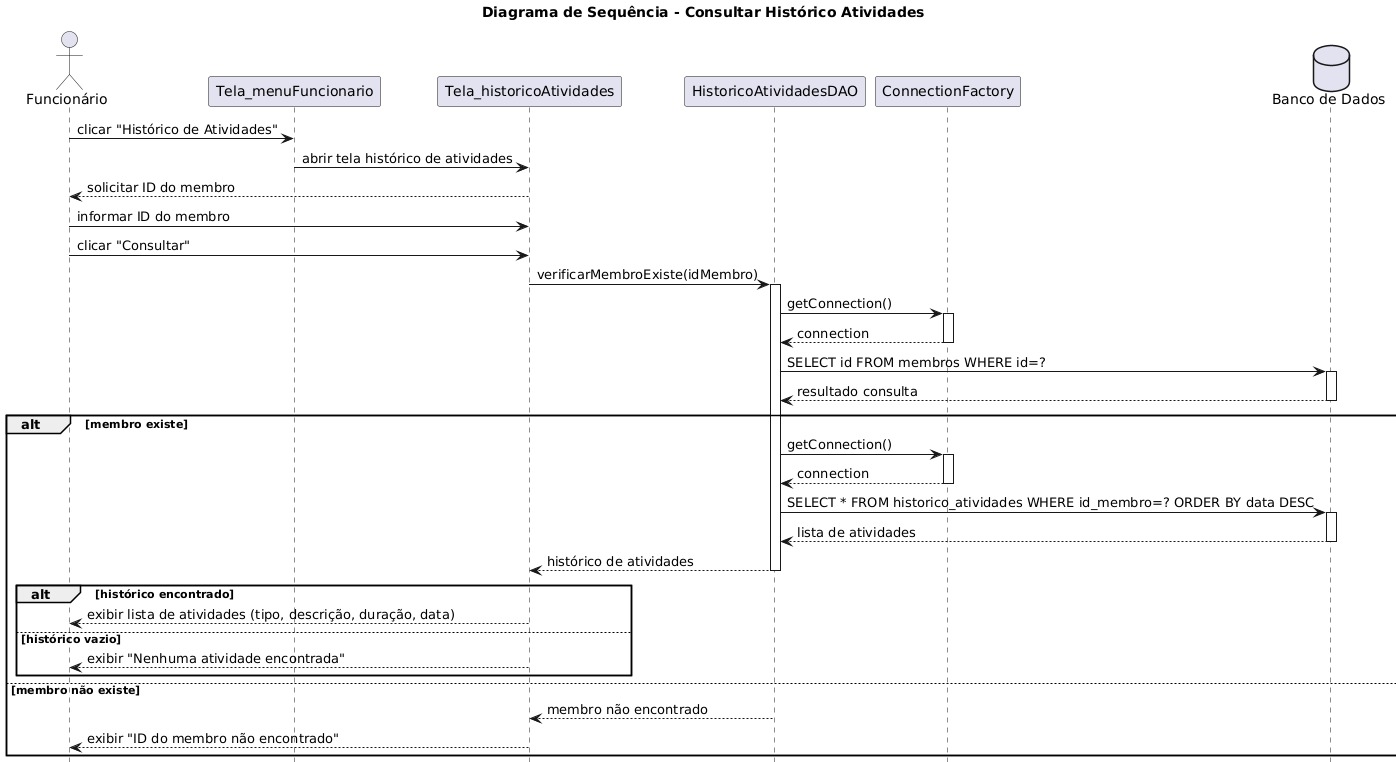 Diagrama de Sequência - Consultar Histórico Atividades
Funcionário
Tela_menuFuncionario
Tela_historicoAtividades
HistoricoAtividadesDAO
ConnectionFactory
Banco de Dados
clicar "Histórico de Atividades"
abrir tela histórico de atividades
solicitar ID do membro
informar ID do membro
clicar "Consultar"
verificarMembroExiste(idMembro)
getConnection()
connection
SELECT id FROM membros WHERE id=?
resultado consulta
alt [membro existe]
getConnection()
connection
SELECT * FROM historico_atividades WHERE id_membro=? ORDER BY data DESC
lista de atividades
histórico de atividades
alt [histórico encontrado]
exibir lista de atividades (tipo, descrição, duração, data)
[histórico vazio]
exibir "Nenhuma atividade encontrada"
[membro não existe]
membro não encontrado
exibir "ID do membro não encontrado"